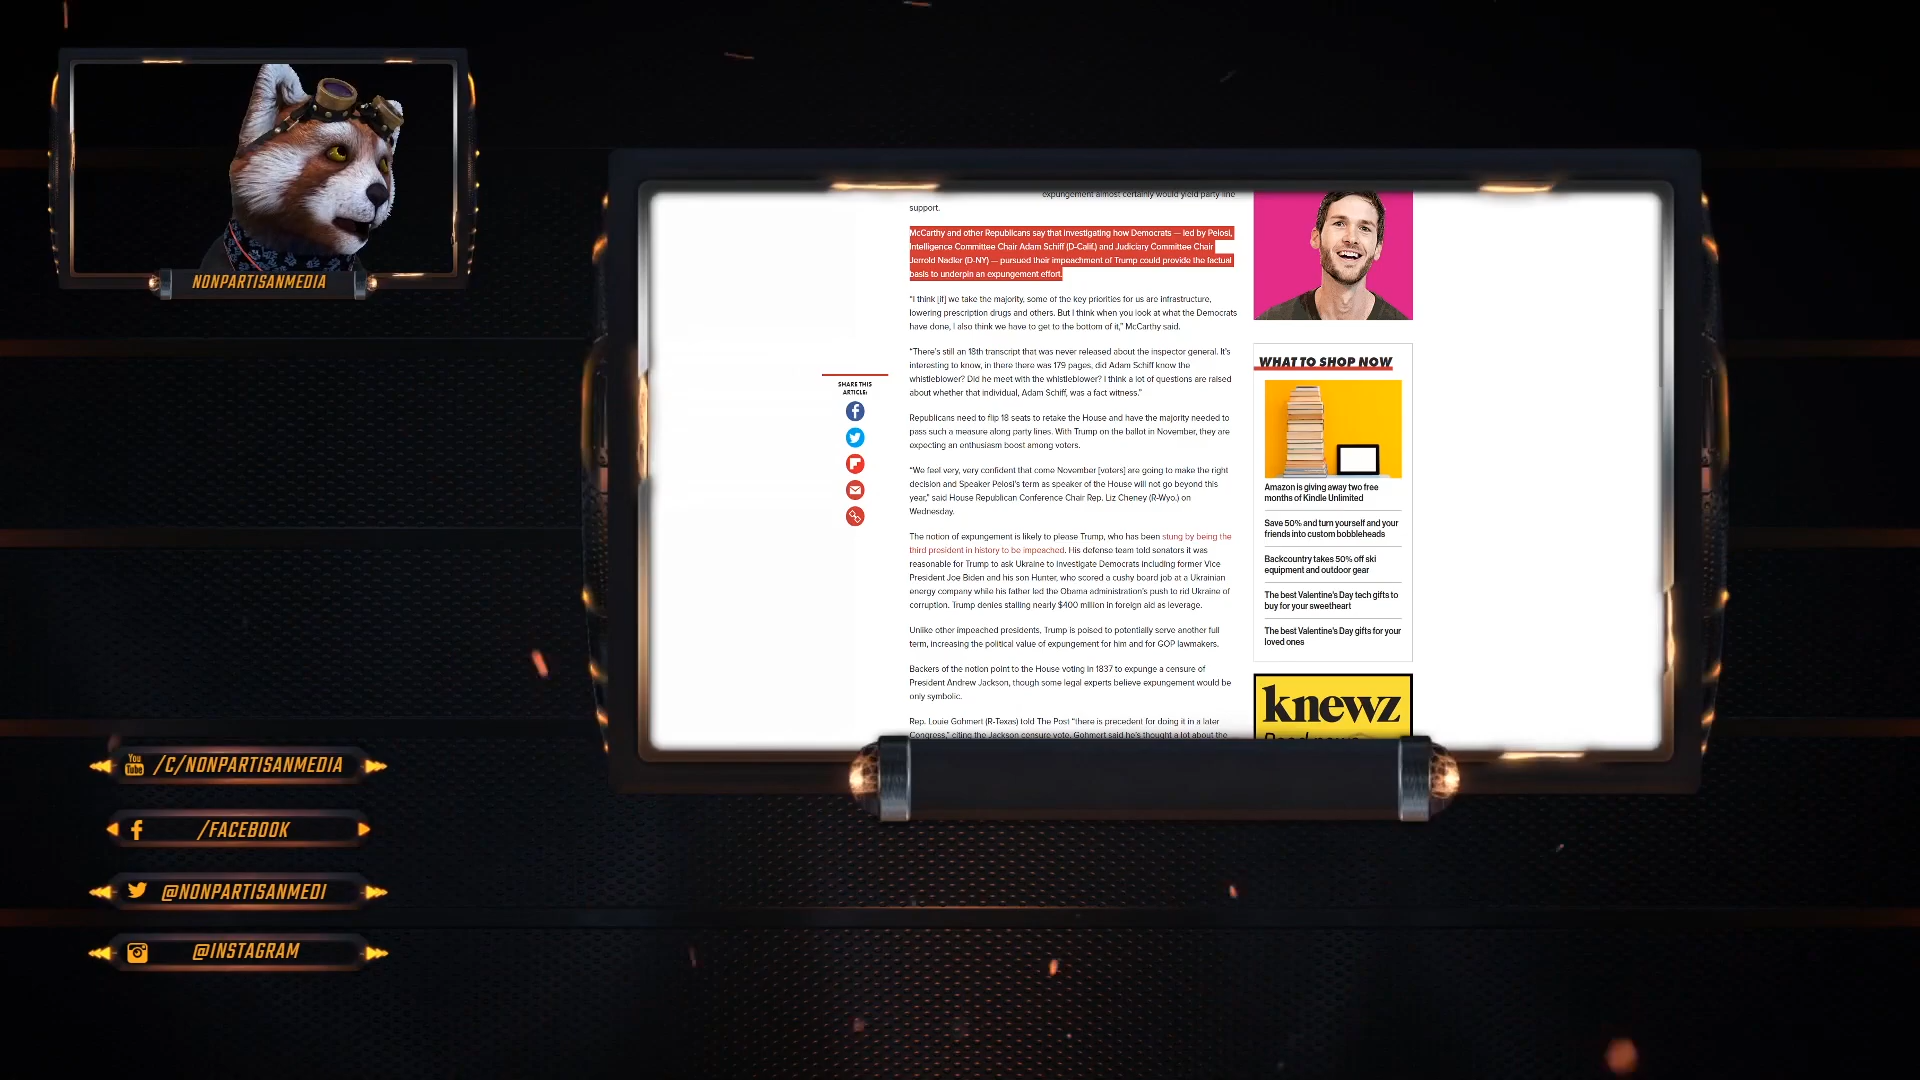 NONPARTISANMEDIA
expungement almost certainly would yield party line
support.
McCarthy and other Republicans say that investigating how Democrats — led by Pelosi,
Intelligence Committee Chair Adam Schiff (D-Calif.) and Judiciary Committee Chair
Jerrold Nadler (D-NY) — pursued their impeachment of Trump could provide the factual
basis to underpin an expungement effort.
“I think [if] we take the majority, some of the key priorities for us are infrastructure,
lowering prescription drugs and others. But I think when you look at what the Democrats
have done, I also think we have to get to the bottom of it,” McCarthy said.
“There’s still an 18th transcript that was never released about the inspector general. It’s
interesting to know, in there there was 179 pages, did Adam Schiff know the
whistleblower? Did he meet with the whistleblower? I think a lot of questions are raised
about whether that individual, Adam Schiff, was a fact witness.”
Republicans need to flip 18 seats to retake the House and have the majority needed to
pass such a measure along party lines. With Trump on the ballot in November, they are
expecting an enthusiasm boost among voters.
“We feel very, very confident that come November [voters] are going to make the right
decision and Speaker Pelosi’s term as speaker of the House will not go beyond this
year,” said House Republican Conference Chair Rep. Liz Cheney (R-Wyo.) on
Wednesday.
The notion of expungement is likely to please Trump, who has been stung by being the
third president in history to be impeached. His defense team told senators it was
reasonable for Trump to ask Ukraine to investigate Democrats including former Vice
President Joe Biden and his son Hunter, who scored a cushy board job at a Ukrainian
energy company while his father led the Obama administration’s push to rid Ukraine of
corruption. Trump denies stalling nearly $400 million in foreign aid as leverage.
Unlike other impeached presidents, Trump is poised to potentially serve another full
term, increasing the political value of expungement for him and for GOP lawmakers.
Backers of the notion point to the House voting in 1837 to expunge a censure of
President Andrew Jackson, though some legal experts believe expungement would be
only symbolic.
Rep. Louie Gohmert (R-Texas) told The Post “there is precedent for doing it in a later
Congress,” citing the Jackson censure vote. Gohmert said he’s thought a lot about the
SHARE THIS
ARTICLE:
WHAT TO SHOP NOW
Amazon is giving away two free
months of Kindle Unlimited
Save 50% and turn yourself and your
friends into custom bobbleheads
Backcountry takes 50% off ski
equipment and outdoor gear
The best Valentine’s Day tech gifts to
buy for your sweetheart
The best Valentine’s Day gifts for your
loved ones
knewz
You Tube /C/NONPARTISANMEDIA
/FACEBOOK
@NONPARTISANMEDI
@INSTAGRAM